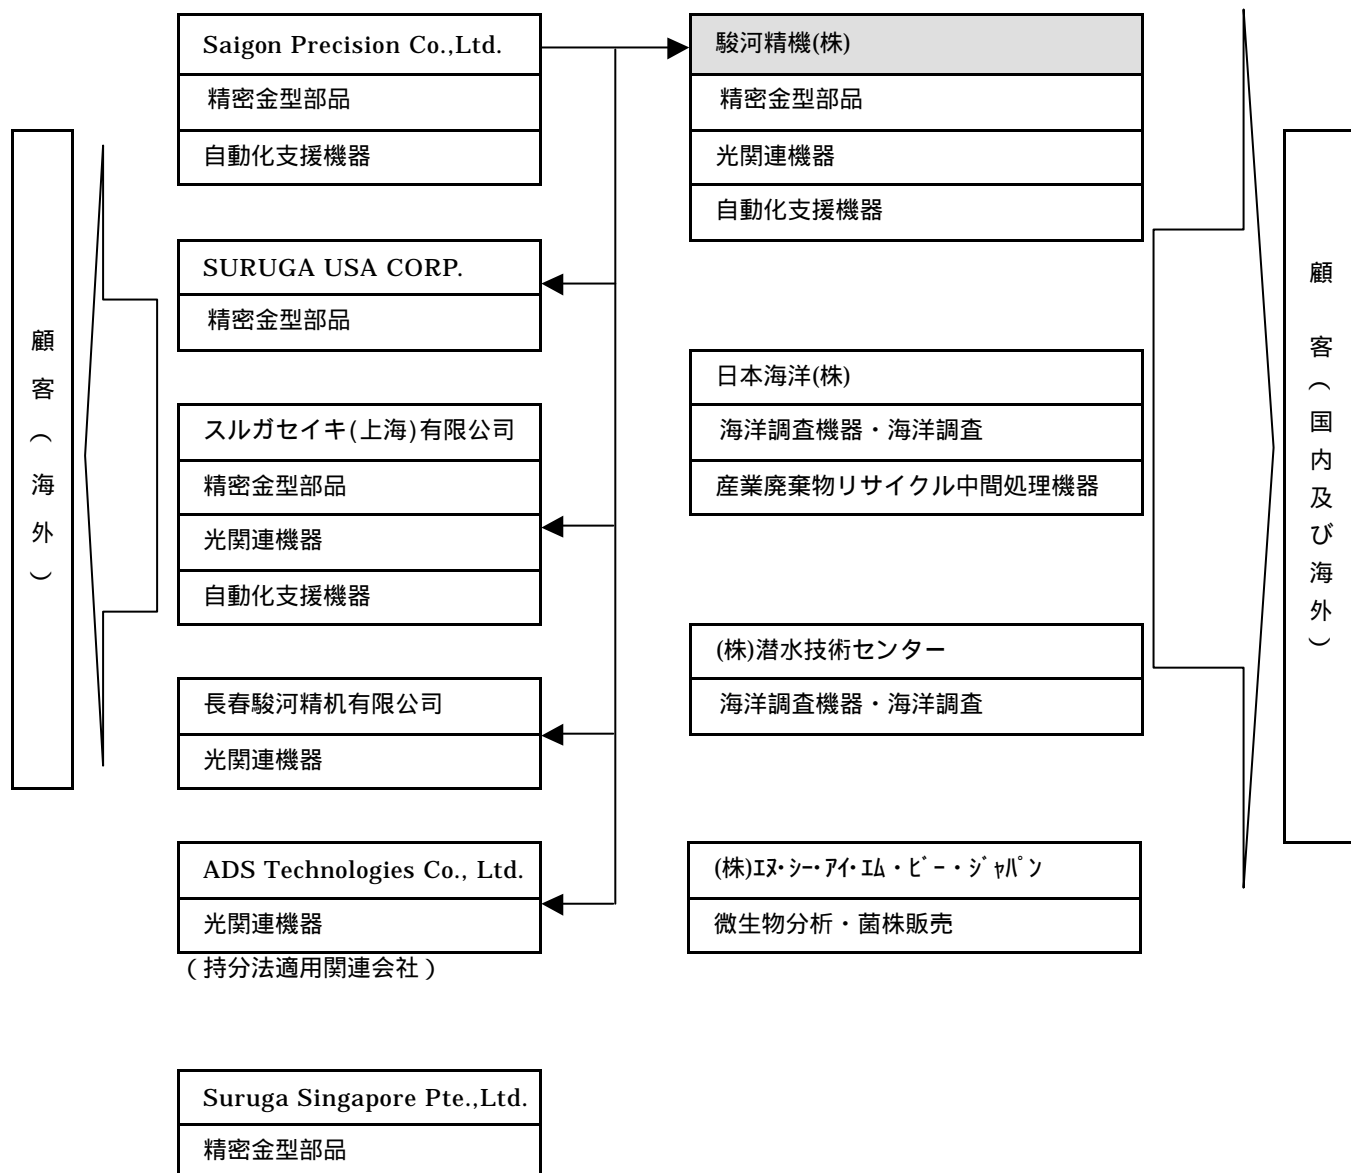 顧客（海外）
Saigon Precision Co.,Ltd.
精密金型部品
自動化支援機器
SURUGA USA CORP.
精密金型部品
スルガセイキ(上海)有限公司
精密金型部品
光関連機器
自動化支援機器
長春駿河精机有限公司
光関連機器
ADS Technologies Co., Ltd.
光関連機器
（持分法適用関連会社）
Suruga Singapore Pte.,Ltd.
精密金型部品
駿河精機(株)
精密金型部品
光関連機器
自動化支援機器
日本海洋(株)
海洋調査機器・海洋調査
産業廃棄物リサイクル中間処理機器
(株)潜水技術センター
海洋調査機器・海洋調査
(株)ｴﾇ･ｼｰ･ｱｲ･ｴﾑ・ﾋﾞｰ・ｼﾞｬﾊﾟﾝ
微生物分析・菌株販売
顧客（国内及び海外）